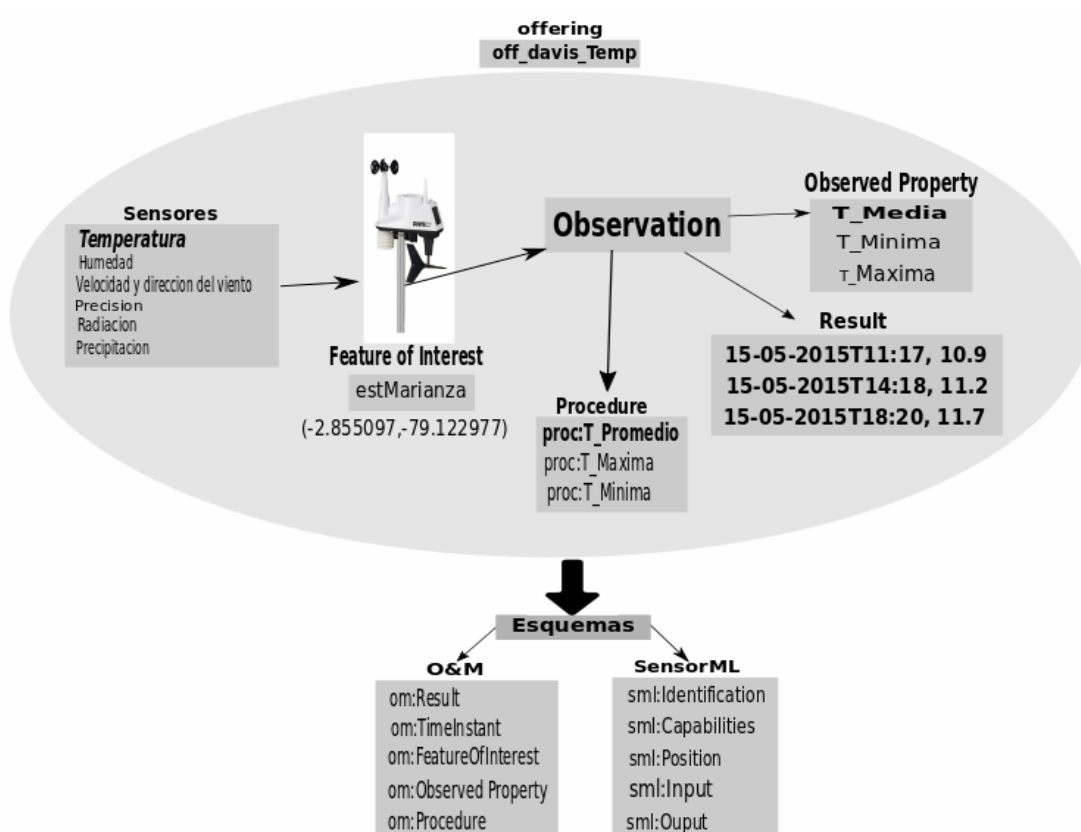 offering
off_davis_Temp
Sensores
Temperatura
Humedad
Velocidad y direccion del viento
Precision
Radiacion
Precipitacion
Feature of Interest
estMarianza
(-2.855097,-79.122977)
Observation
Observed Property
T_Media
T_Minima
T_Maxima
Result
15-05-2015T11:17, 10.9
15-05-2015T14:18, 11.2
15-05-2015T18:20, 11.7
Procedure
proc:T_Promedio
proc:T_Maxima
proc:T_Minima
Esquemas
O&M
om:Result
om:TimeInstant
om:FeatureOfInterest
om:Observed Property
om:Procedure
SensorML
sml:Identification
sml:Capabilities
sml:Position
sml:Input
sml:Ouput